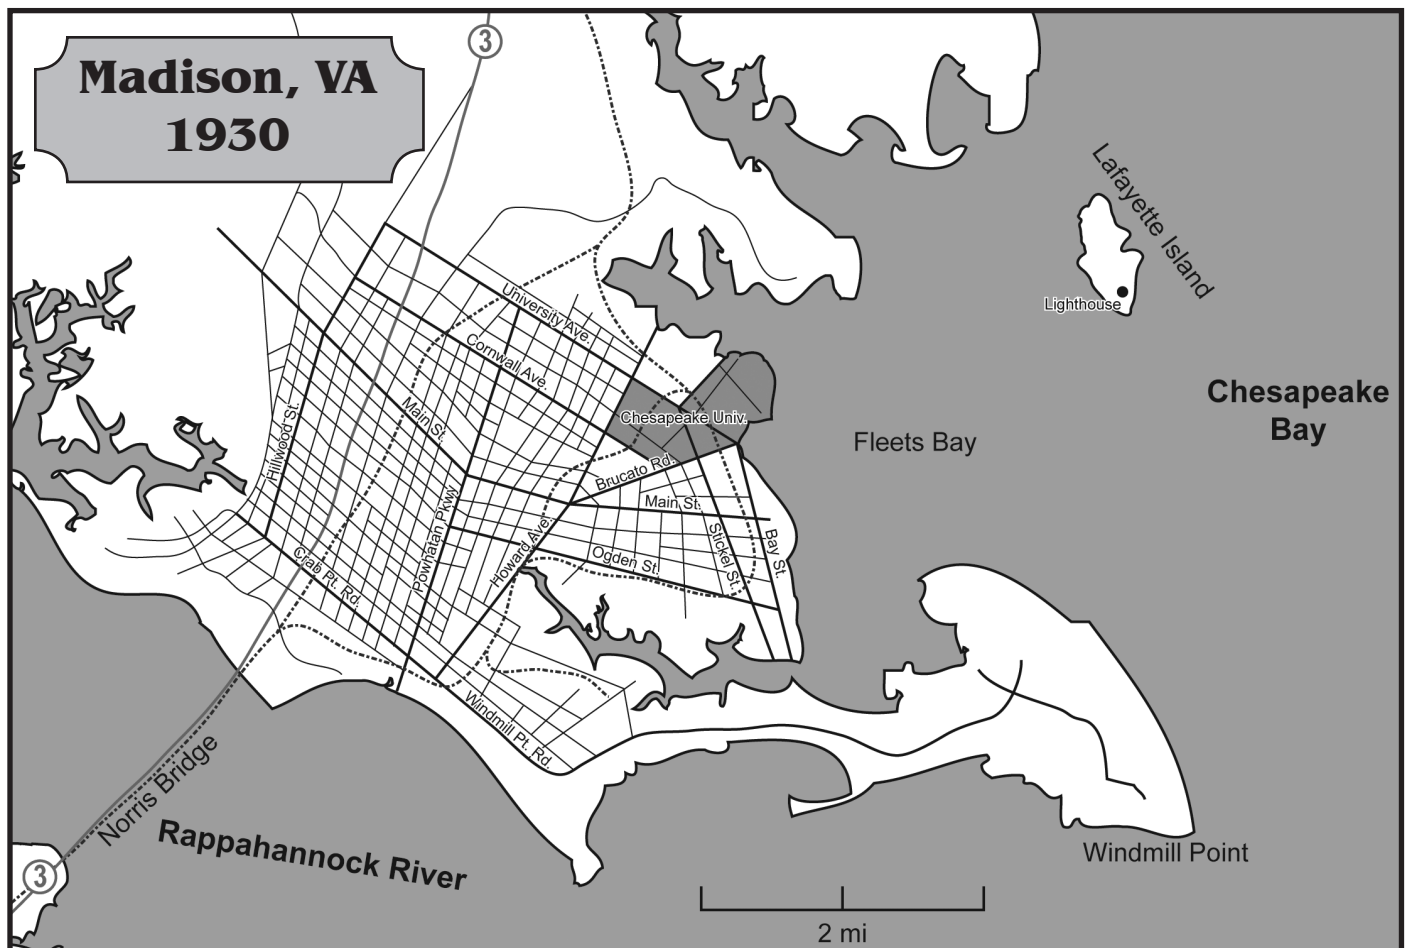 Madison, VA
1930
3
Lafayette Island
Lighthouse
University Ave.
Cornwall Ave.
Main St.
Hillwood St.
Chesapeake Univ.
Chesapeake
Bay
Fleets Bay
Brucato Rd.
Main St.
Powhatan Pkwy
Howard Ave.
Stickel St.
Bay St.
Ogden St.
Crab Pt. Rd.
Windmill Pt. Rd.
Norris Bridge
Rappahannock River
3
Windmill Point
2 mi